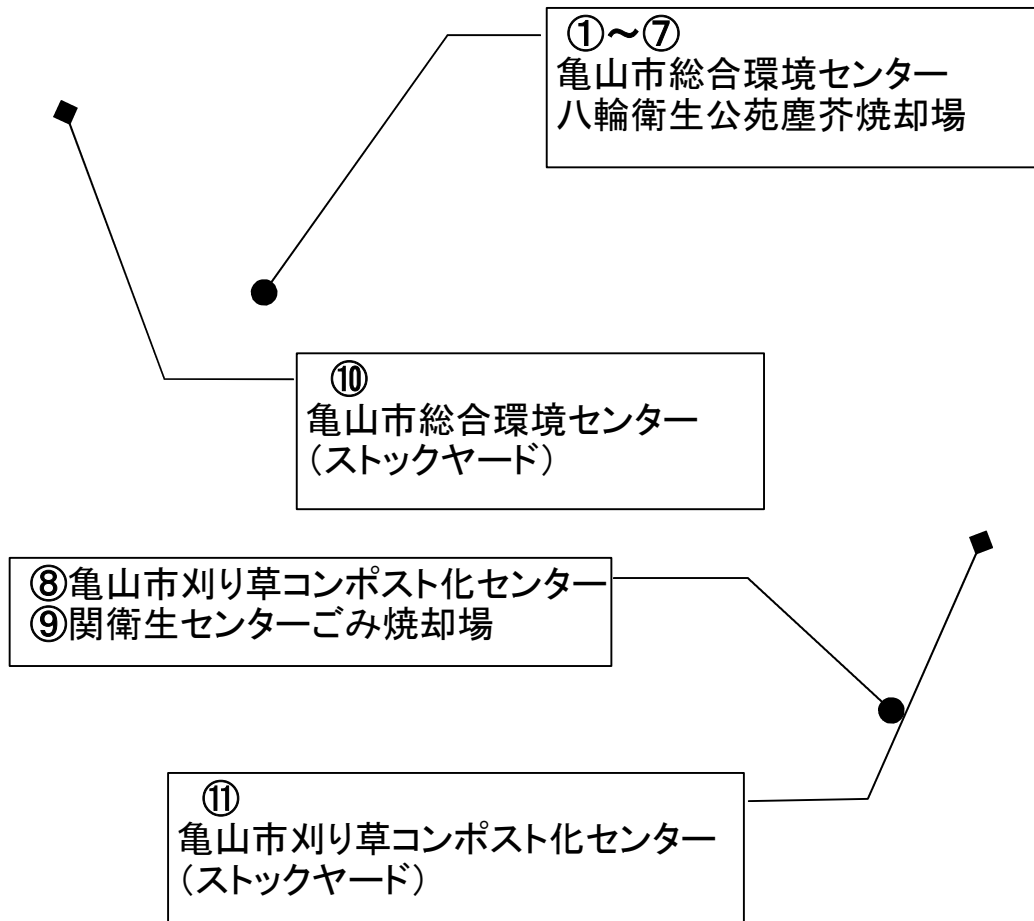 ①～⑦
亀山市総合環境センター
八輪衛生公苑塵芥焼却場
⑩
亀山市総合環境センター
（ストックヤード）
⑧亀山市刈り草コンポスト化センター
⑨関衛生センターごみ焼却場
⑪
亀山市刈り草コンポスト化センター
（ストックヤード）